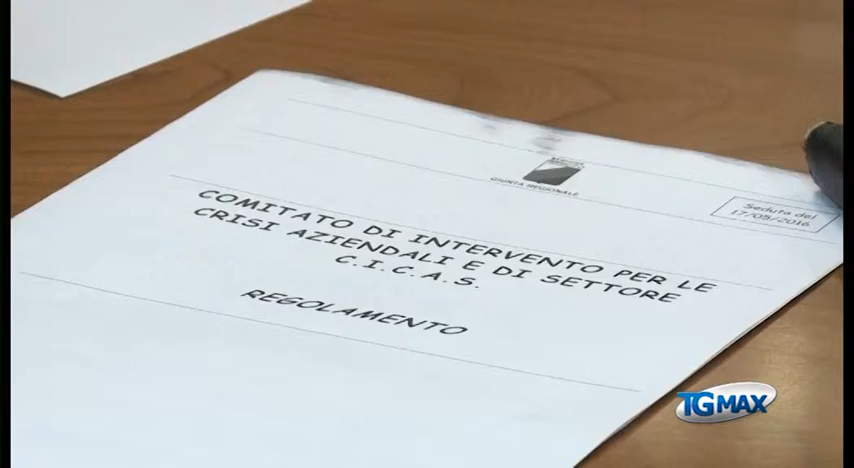 GIUNTA REGIONALE
Seduta del
17/05/2016
COMITATO DI INTERVENTO PER LE
CRISI AZIENDALI E DI SETTORE
C.I.C.A.S.
REGOLAMENTO
TGMAX